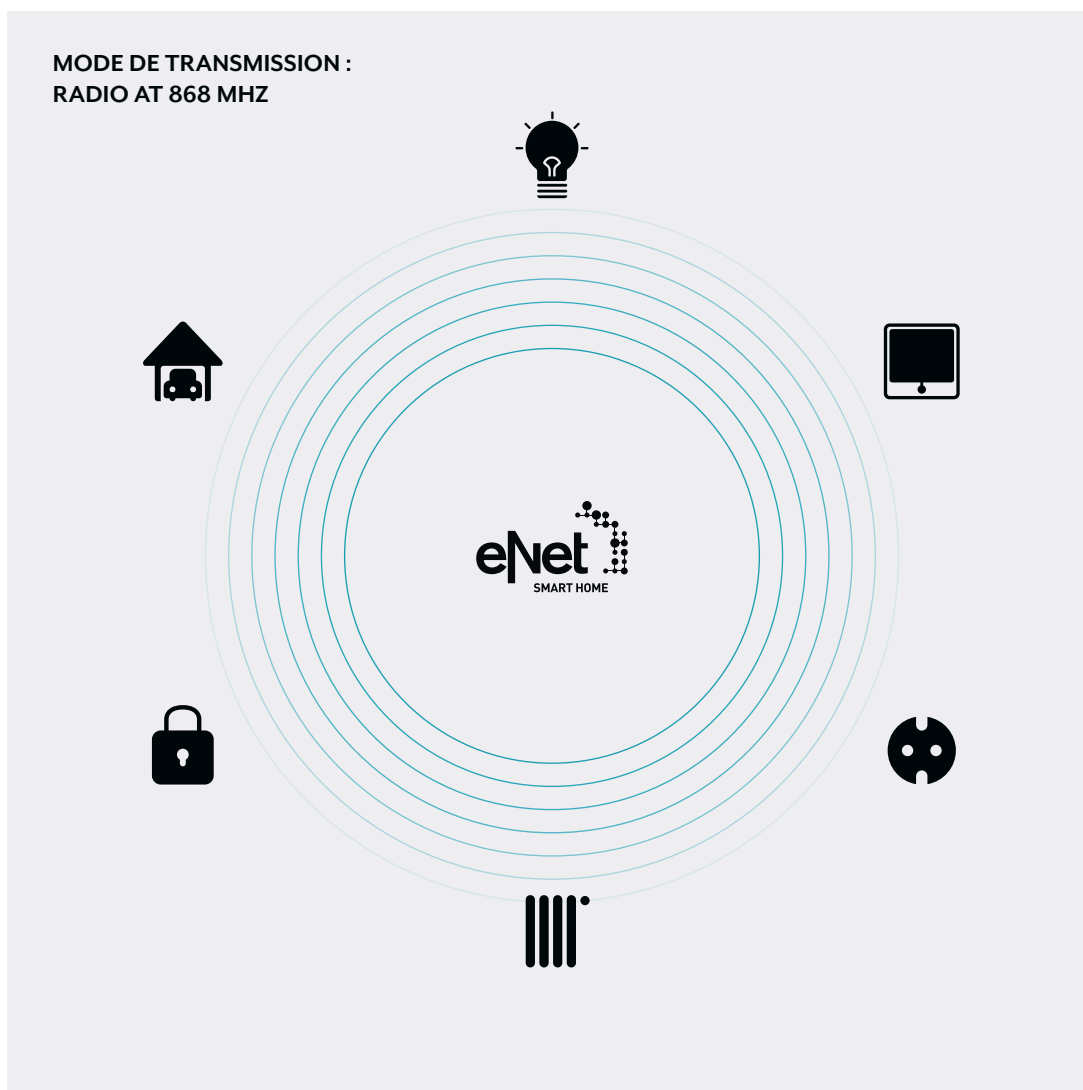 MODE DE TRANSMISSION :
RADIO AT 868 MHZ
eNet
SMART HOME